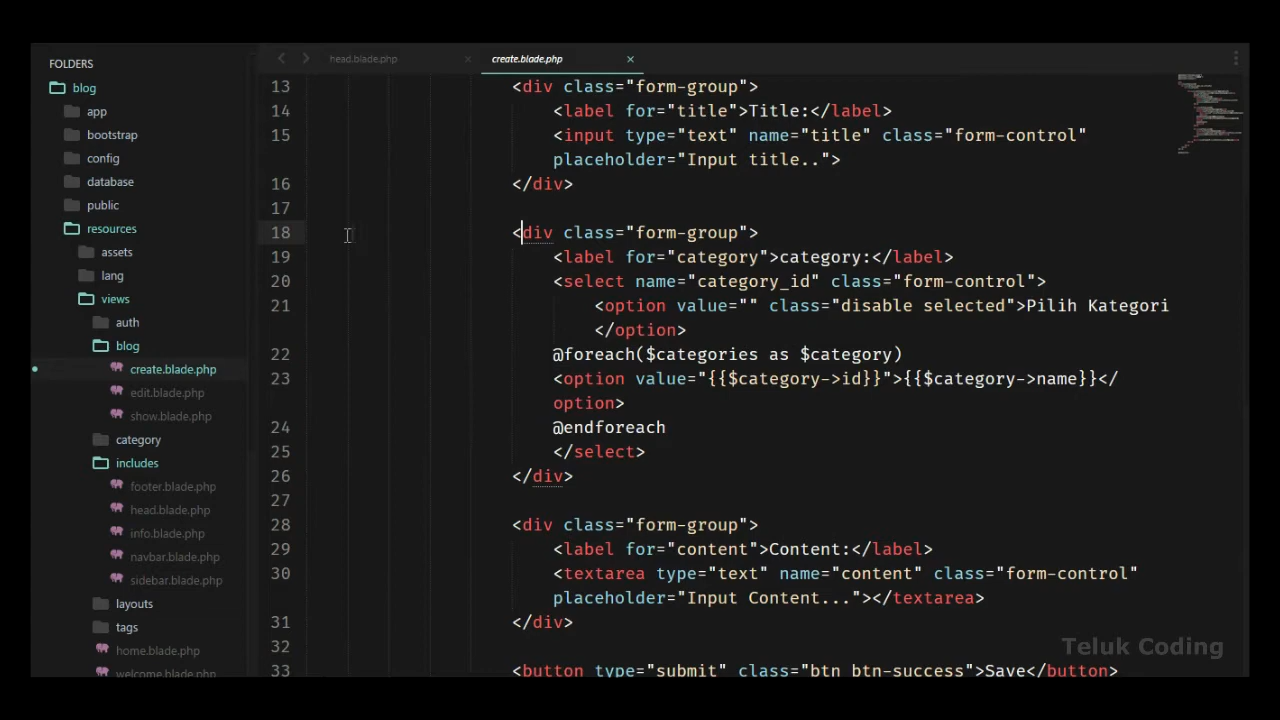 FOLDERS
blog
app
bootstrap
config
database
public
resources
assets
lang
views
auth
blog
create.blade.php
edit.blade.php
show.blade.php
category
includes
footer.blade.php
head.blade.php
info.blade.php
navbar.blade.php
sidebar.blade.php
layouts
tags
home.blade.php
welcome.blade.php
head.blade.php ×
create.blade.php ×
13 <div class="form-group">
14 <label for="title">Title:</label>
15 <input type="text" name="title" class="form-control"
placeholder="Input title..">
16 </div>
17
18 <div class="form-group">
19 <label for="category">category:</label>
20 <select name="category_id" class="form-control">
21 <option value="" class="disable selected">Pilih Kategori
</option>
22 @foreach($categories as $category)
23 <option value="{{$category->id}}">{{$category->name}}</
option>
24 @endforeach
25 </select>
26 </div>
27
28 <div class="form-group">
29 <label for="content">Content:</label>
30 <textarea type="text" name="content" class="form-control"
placeholder="Input Content..."></textarea>
31 </div>
32
33 <button type="submit" class="btn btn-success">Save</button>
Teluk Coding